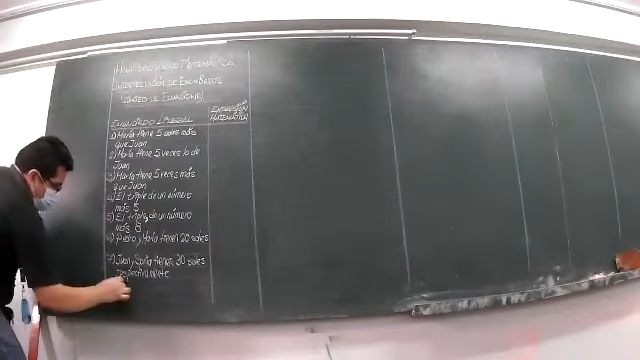 INTERPRETACIÓN DE ENUNCIADOS
EXPRESIÓN
MATEMÁTICA
ENUNCIADO LITERAL
1) María tiene 5 soles más
que Juan
2) María tiene 5 veces lo de
Juan
3) María tiene 5 veces más
que Juan
4) El triple de un número
más 5
5) El triple, de un número
más 8
6) Pedro y María tienen 20 soles
7) Juan y Sofía tienen 30 soles
respectivamente